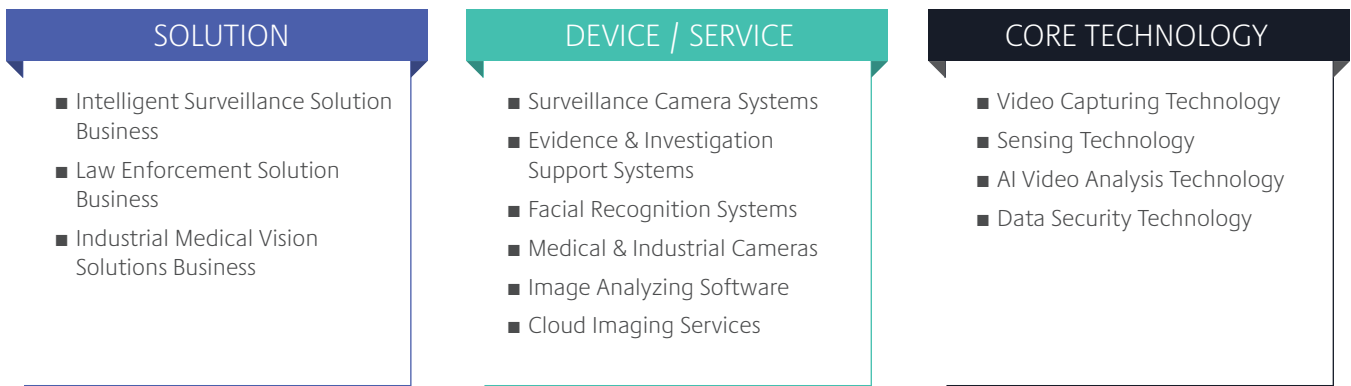 SOLUTION
■ Intelligent Surveillance Solution
Business
■ Law Enforcement Solution
Business
■ Industrial Medical Vision
Solutions Business
DEVICE / SERVICE
■ Surveillance Camera Systems
■ Evidence & Investigation
Support Systems
■ Facial Recognition Systems
■ Medical & Industrial Cameras
■ Image Analyzing Software
■ Cloud Imaging Services
CORE TECHNOLOGY
■ Video Capturing Technology
■ Sensing Technology
■ AI Video Analysis Technology
■ Data Security Technology